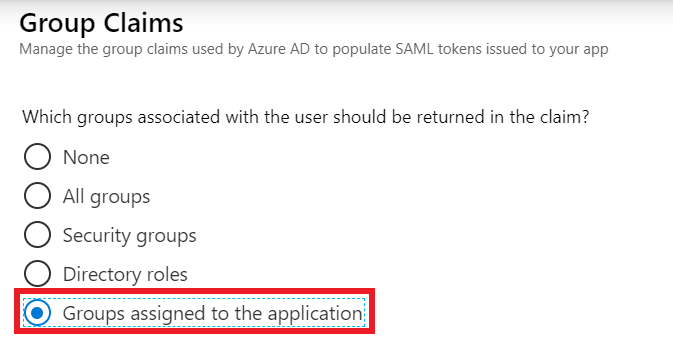 Group Claims
Manage the group claims used by Azure AD to populate SAML tokens issued to your app
Which groups associated with the user should be returned in the claim?
None
All groups
Security groups
Directory roles
Groups assigned to the application